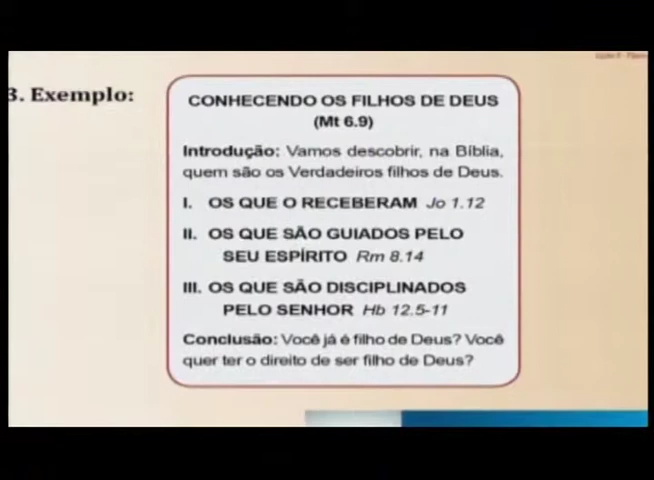 3. Exemplo:
CONHECENDO OS FILHOS DE DEUS
(Mt 6.9)
Introdução: Vamos descobrir, na Bíblia,
quem são os Verdadeiros filhos de Deus.
I. OS QUE O RECEBERAM Jo 1.12
II. OS QUE SÃO GUIADOS PELO
SEU ESPÍRITO Rm 8.14
III. OS QUE SÃO DISCIPLINADOS
PELO SENHOR Hb 12.5-11
Conclusão: Você já é filho de Deus? Você
quer ter o direito de ser filho de Deus?